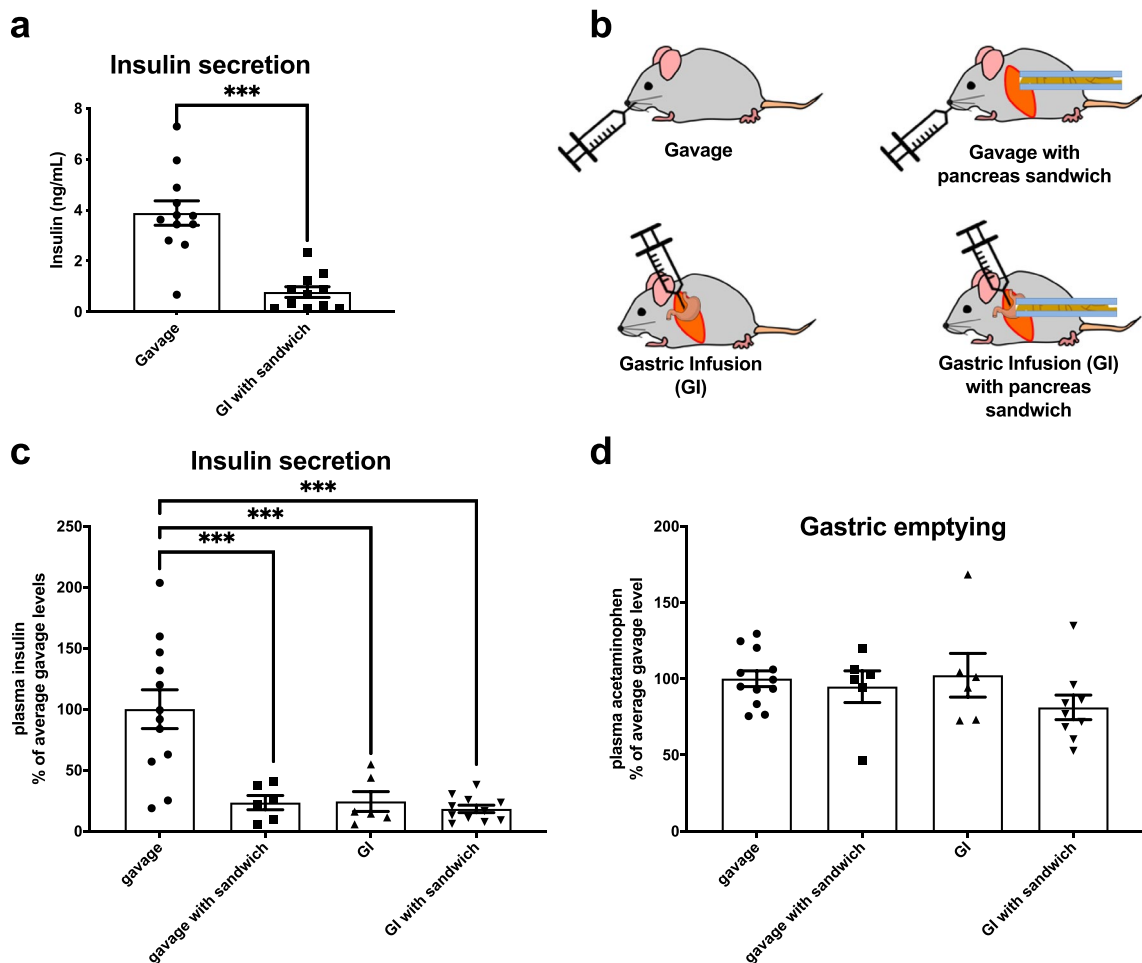 a
Insulin secretion
***
8
6
4
2
0
Insulin (ng/mL)
Gavage
GI with sandwich
b
Gavage
Gavage with
pancreas sandwich
Gastric Infusion
(GI)
Gastric Infusion (GI)
with pancreas
sandwich
c
Insulin secretion
***
***
***
250
200
150
100
50
0
plasma insulin
% of average gavage levels
gavage
gavage with sandwich
GI
GI with sandwich
d
Gastric emptying
200
150
100
50
0
plasma acetaminophen
% of average gavage level
gavage
gavage with sandwich
GI
GI with sandwich